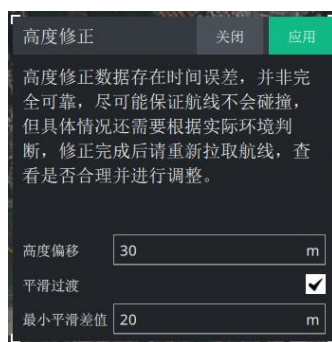 高度修正 关闭 应用
高度修正数据存在时间误差，并非完
全可靠，尽可能保证航线不会碰撞，
但具体情况还需要根据实际环境判
断，修正完成后请重新拉取航线，查
看是否合理并进行调整。
高度偏移 30 m
平滑过渡
最小平滑差值 20 m